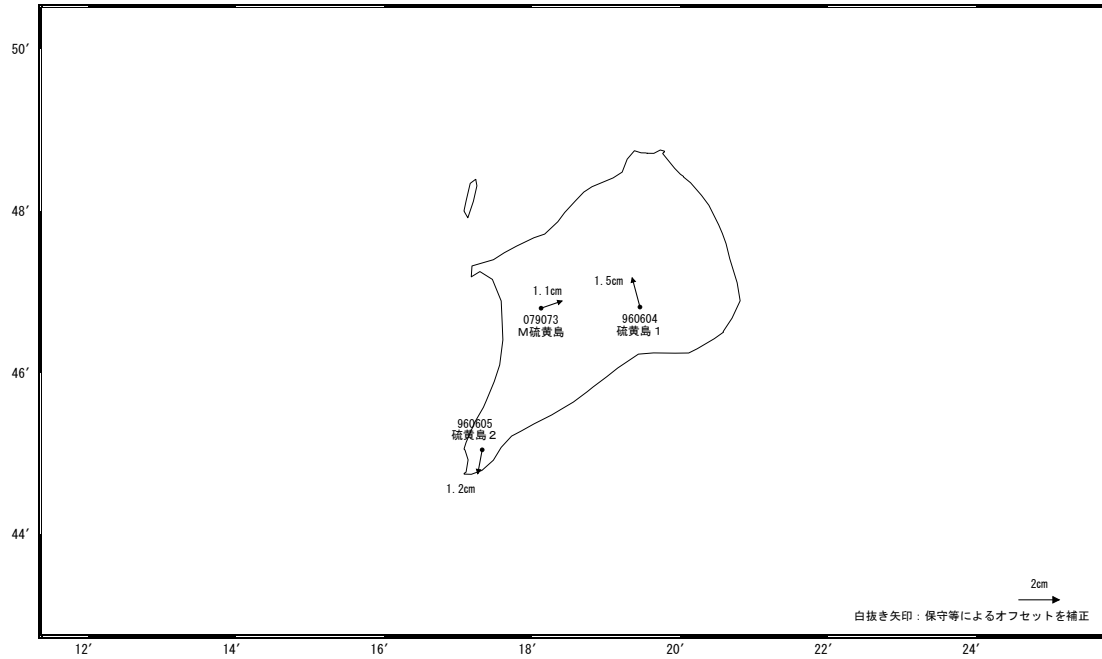 50′
48′
1.5cm
1.1cm
079073
M硫黄島
960604
硫黄島１
46′
960605
硫黄島２
1.2cm
44′
2cm
白抜き矢印：保守等によるオフセットを補正
12′
14′
16′
18′
20′
22′
24′